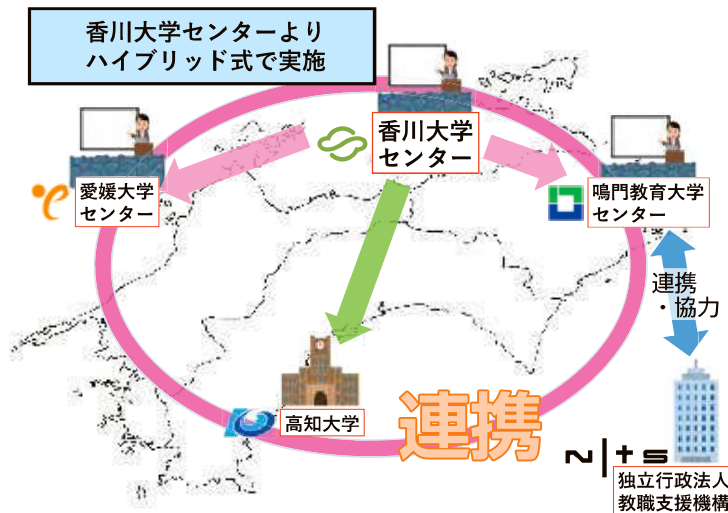 香川大学センターより
ハイブリッド式で実施
香川大学
センター
愛媛大学
センター
鳴門教育大学
センター
連携
・協力
高知大学
連携
Nits
独立行政法人
教職支援機構